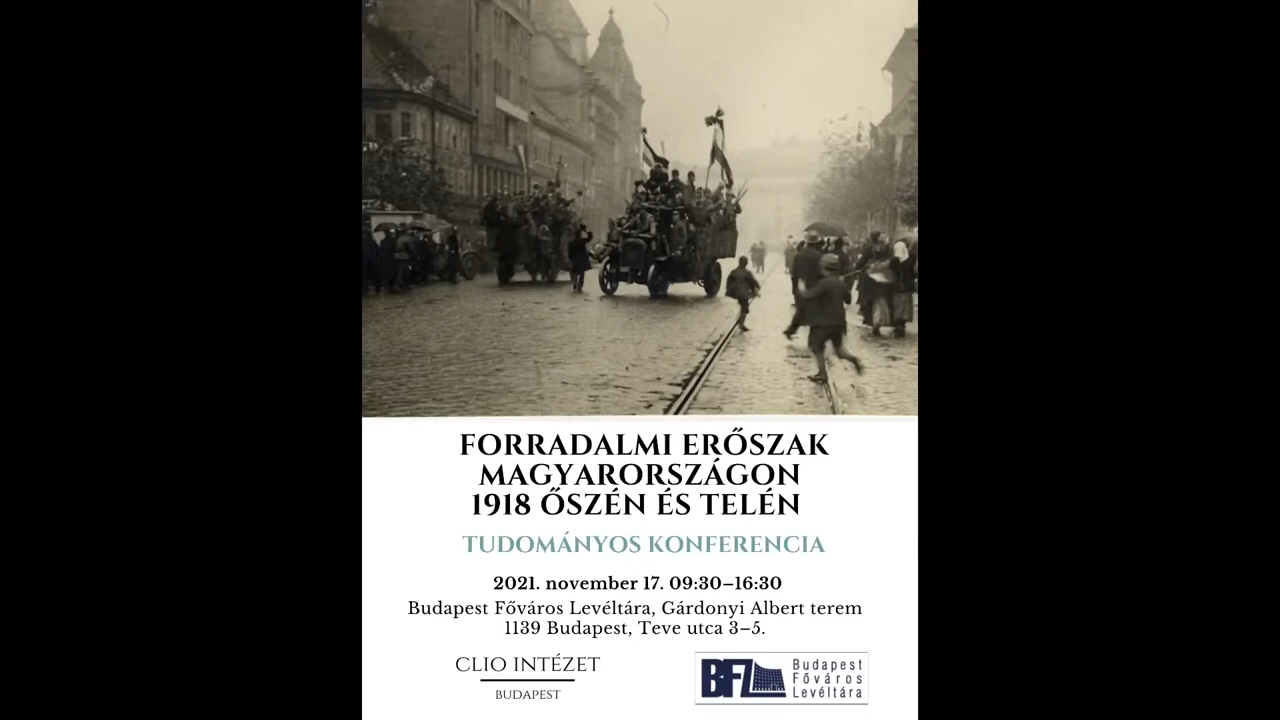 FORRADALMI ERŐSZAK
MAGYARORSZÁGON
1918 ŐSZÉN ÉS TELÉN
TUDOMÁNYOS KONFERENCIA
2021. november 17. 09:30–16:30
Budapest Főváros Levéltára, Gárdonyi Albert terem
1139 Budapest, Teve utca 3–5.
CLIO INTÉZET
BUDAPEST
BFL
Budapest
Főváros
Levéltára